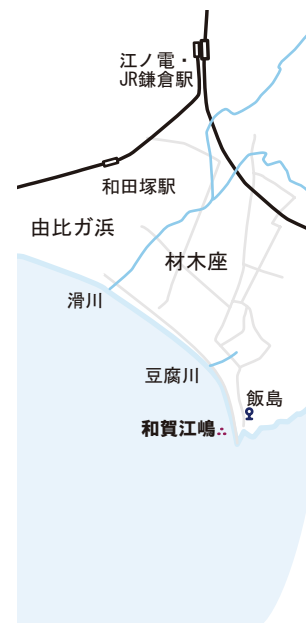 江ノ電・
JR鎌倉駅
和田塚駅
由比ガ浜
材木座
滑川
豆腐川
飯島
和賀江嶋